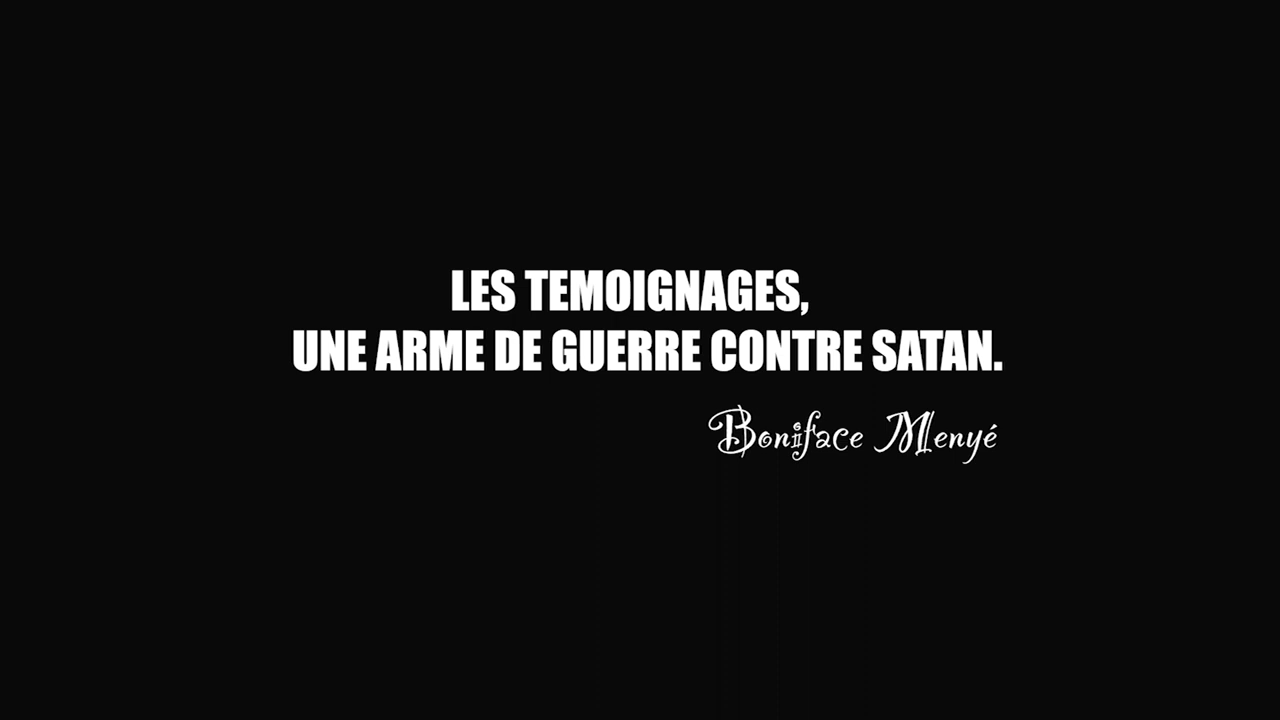 LES TEMOIGNAGES,
UNE ARME DE GUERRE CONTRE SATAN.
Boniface Menyé